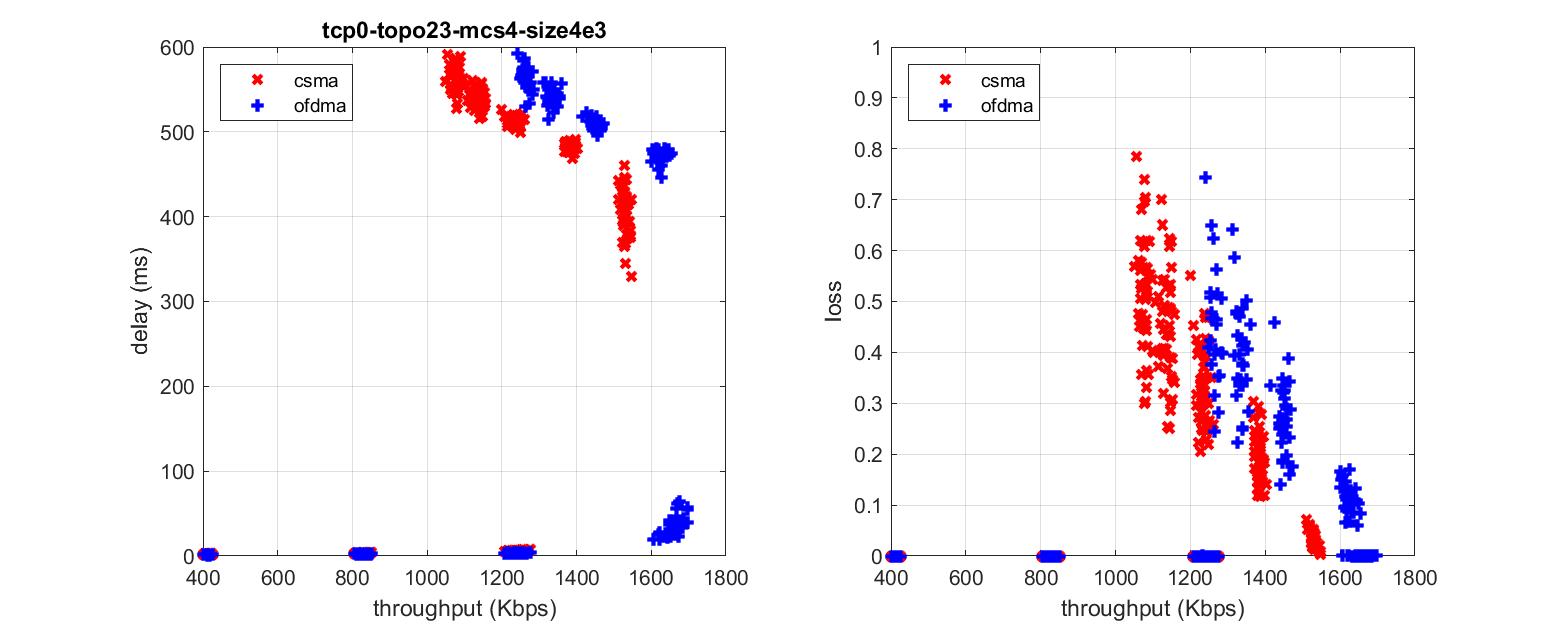 tcp0-topo23-mcs4-size4e3
600
500
400
300
200
100
0
delay (ms)
csma
ofdma
400 600 800 1000 1200 1400 1600 1800
throughput (Kbps)
1
0.9
0.8
0.7
0.6
0.5
0.4
0.3
0.2
0.1
0
loss
csma
ofdma
400 600 800 1000 1200 1400 1600 1800
throughput (Kbps)